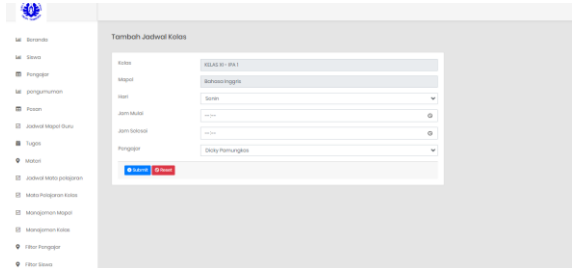 Beranda
Siswa
Pengajar
pengumuman
Pesan
Jadwal Mapel Guru
Tugas
Materi
Jadwal Mata pelajaran
Mata Pelajaran Kelas
Manajemen Mapel
Manajemen Kelas
Filter Pengajar
Filter Siswa
Tambah Jadwal Kelas
Kelas
KELAS XI - IPA 1
Mapel
Bahasa Inggris
Hari
Senin
Jam Mulai
--:--
Jam Selesai
--:--
Pengajar
Dicky Pamungkas
Submit
Reset